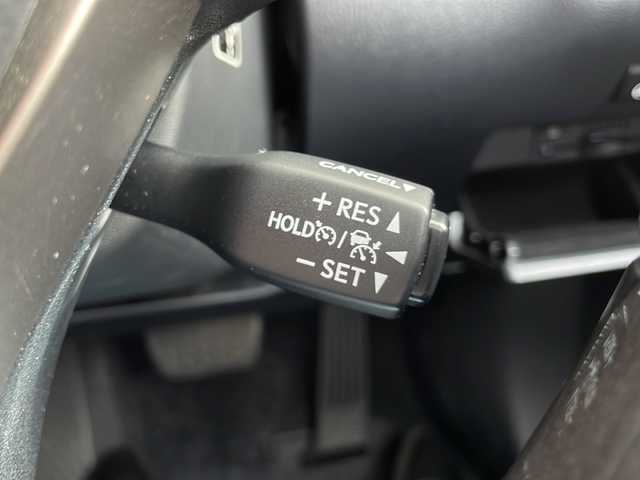 CANCEL▼
+ RES ▲
HOLD / ◀
− SET ▼